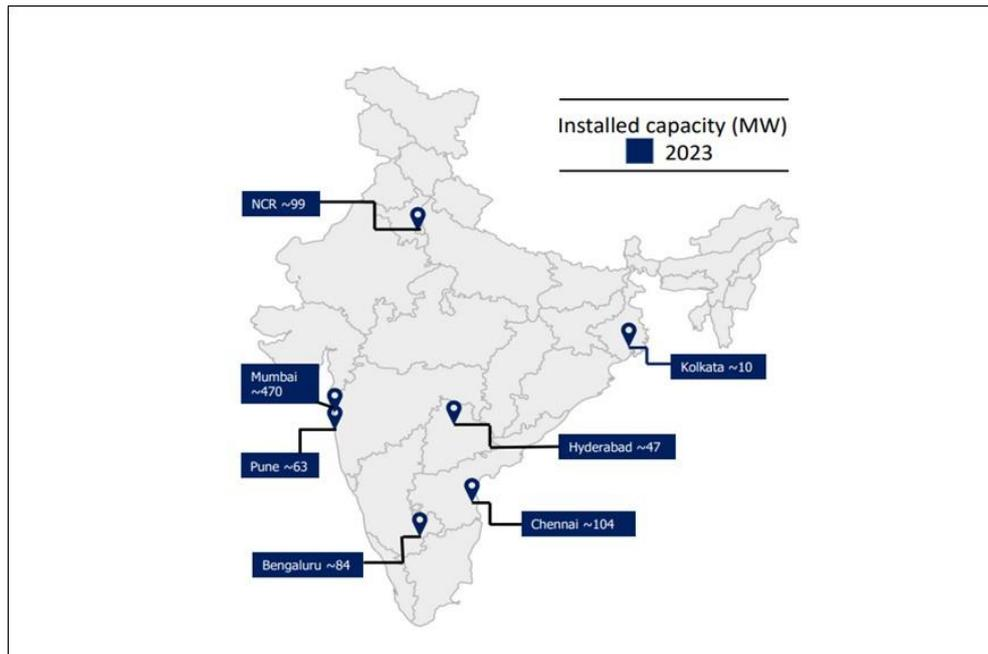 Installed capacity (MW)
2023
NCR ~99
Kolkata ~10
Mumbai
~470
Hyderabad ~47
Pune ~63
Chennai ~104
Bengaluru ~84